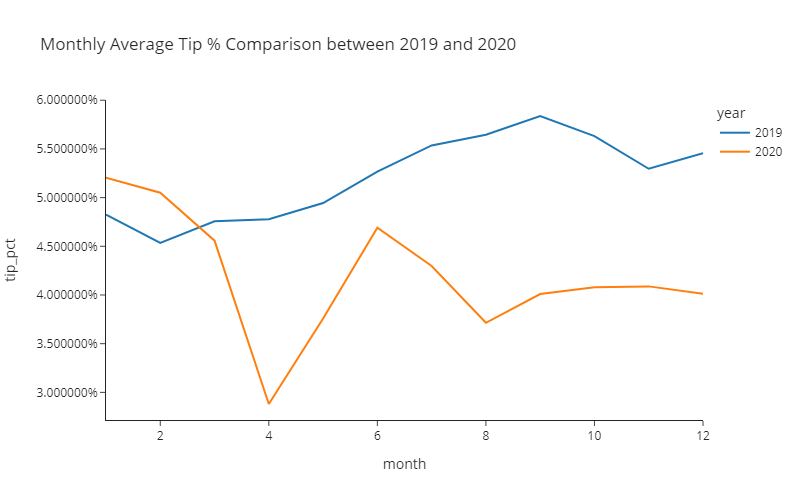 Monthly Average Tip % Comparison between 2019 and 2020
6.000000%
5.500000%
5.000000%
4.500000%
4.000000%
3.500000%
3.000000%
tip_pct
2 4 6 8 10 12
month
year
2019
2020